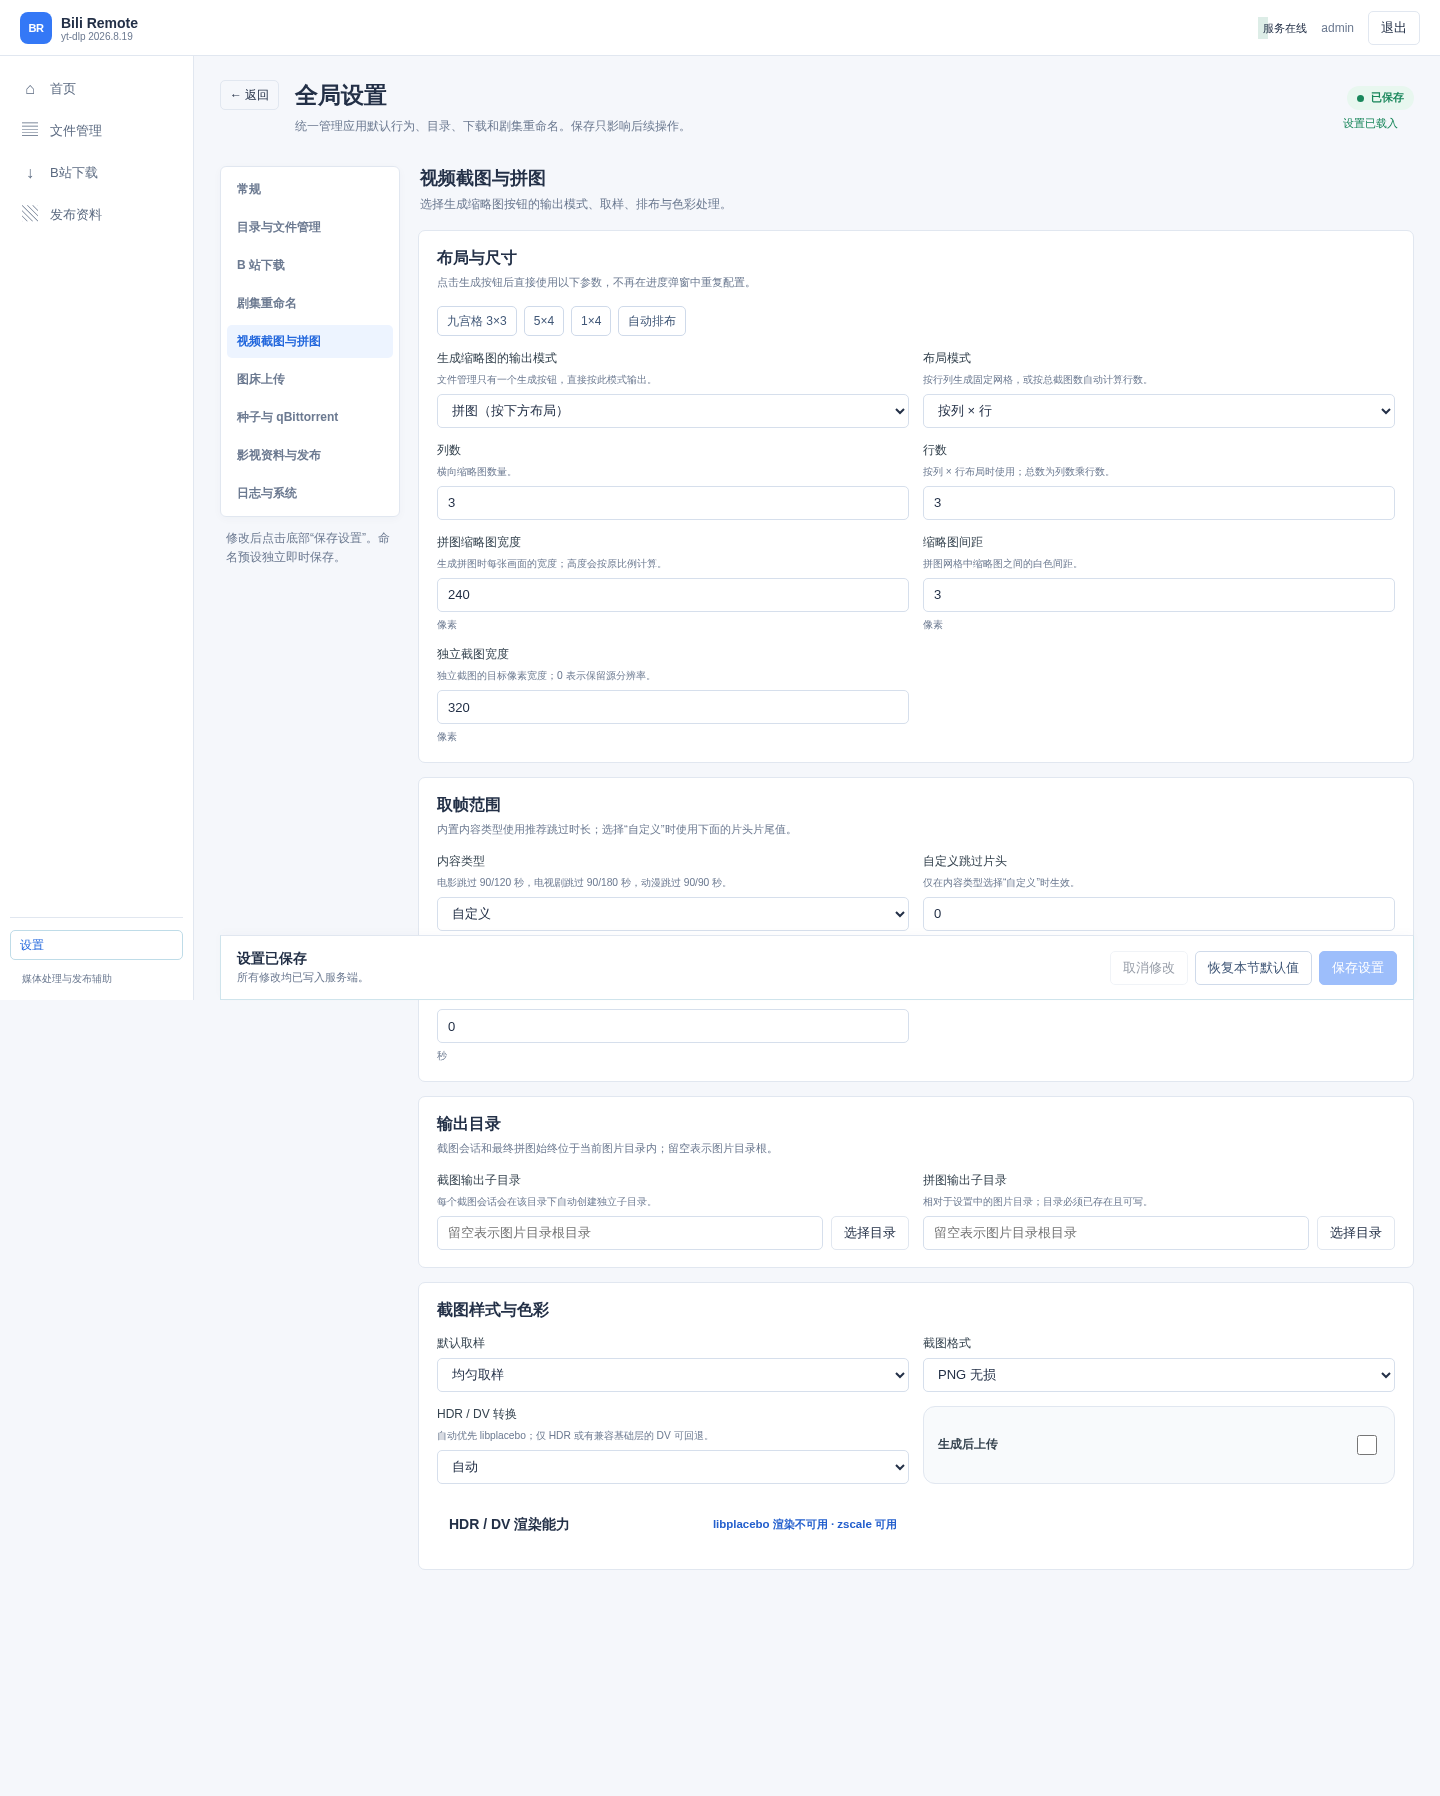 BR
Bili Remote
yt-dlp 2026.8.19
服务在线
admin
退出
首页
文件管理
↓ B站下载
发布资料
← 返回
全局设置
统一管理应用默认行为、目录、下载和剧集重命名。保存只影响后续操作。
已保存
设置已载入
常规
目录与文件管理
B 站下载
剧集重命名
视频截图与拼图
图床上传
种子与 qBittorrent
影视资料与发布
日志与系统
修改后点击底部“保存设置”。命
名预设独立即时保存。
视频截图与拼图
选择生成缩略图按钮的输出模式、取样、排布与色彩处理。
布局与尺寸
点击生成按钮后直接使用以下参数，不再在进度弹窗中重复配置。
九宫格 3×3
5×4
1×4
自动排布
生成缩略图的输出模式
文件管理只有一个生成按钮，直接按此模式输出。
拼图（按下方布局）
布局模式
按行列生成固定网格，或按总截图数自动计算行数。
按列 × 行
列数
横向缩略图数量。
3
行数
按列 × 行布局时使用；总数为列数乘行数。
3
拼图缩略图宽度
生成拼图时每张画面的宽度；高度会按原比例计算。
240
像素
缩略图间距
拼图网格中缩略图之间的白色间距。
3
像素
独立截图宽度
独立截图的目标像素宽度；0 表示保留源分辨率。
320
像素
取帧范围
内置内容类型使用推荐跳过时长；选择“自定义”时使用下面的片头片尾值。
内容类型
电影跳过 90/120 秒，电视剧跳过 90/180 秒，动漫跳过 90/90 秒。
自定义
自定义跳过片头
仅在内容类型选择“自定义”时生效。
0
设置已保存
所有修改均已写入服务端。
取消修改
恢复本节默认值
保存设置
设置
媒体处理与发布辅助
0
秒
输出目录
截图会话和最终拼图始终位于当前图片目录内；留空表示图片目录根。
截图输出子目录
每个截图会话会在该目录下自动创建独立子目录。
留空表示图片目录根目录
选择目录
拼图输出子目录
相对于设置中的图片目录；目录必须已存在且可写。
留空表示图片目录根目录
选择目录
截图样式与色彩
默认取样
均匀取样
截图格式
PNG 无损
HDR / DV 转换
自动优先 libplacebo；仅 HDR 或有兼容基础层的 DV 可回退。
自动
生成后上传
HDR / DV 渲染能力
libplacebo 渲染不可用 · zscale 可用